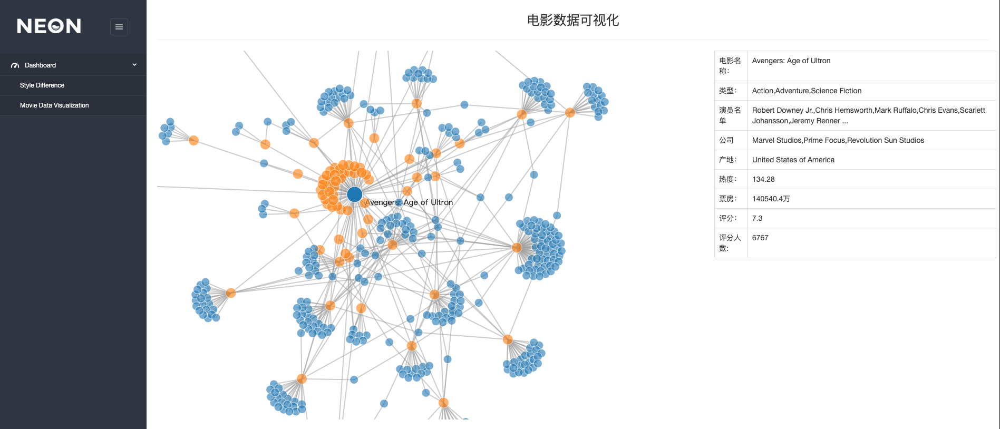 NEON
Dashboard
Style Difference
Movie Data Visualization
电影数据可视化
Avengers: Age of Ultron
电影名
称：
Avengers: Age of Ultron
类型：
Action,Adventure,Science Fiction
演员名
单
Robert Downey Jr.,Chris Hemsworth,Mark Ruffalo,Chris Evans,Scarlett
Johansson,Jeremy Renner ...
公司
Marvel Studios,Prime Focus,Revolution Sun Studios
产地：
United States of America
热度：
134.28
票房：
140540.4万
评分：
7.3
评分人
数：
6767